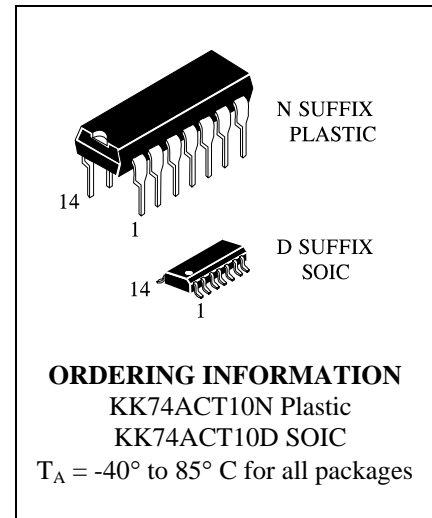 N SUFFIX
PLASTIC
14
1
D SUFFIX
SOIC
14
1
ORDERING INFORMATION
KK74ACT10N Plastic
KK74ACT10D SOIC
TA = -40° to 85° C for all packages